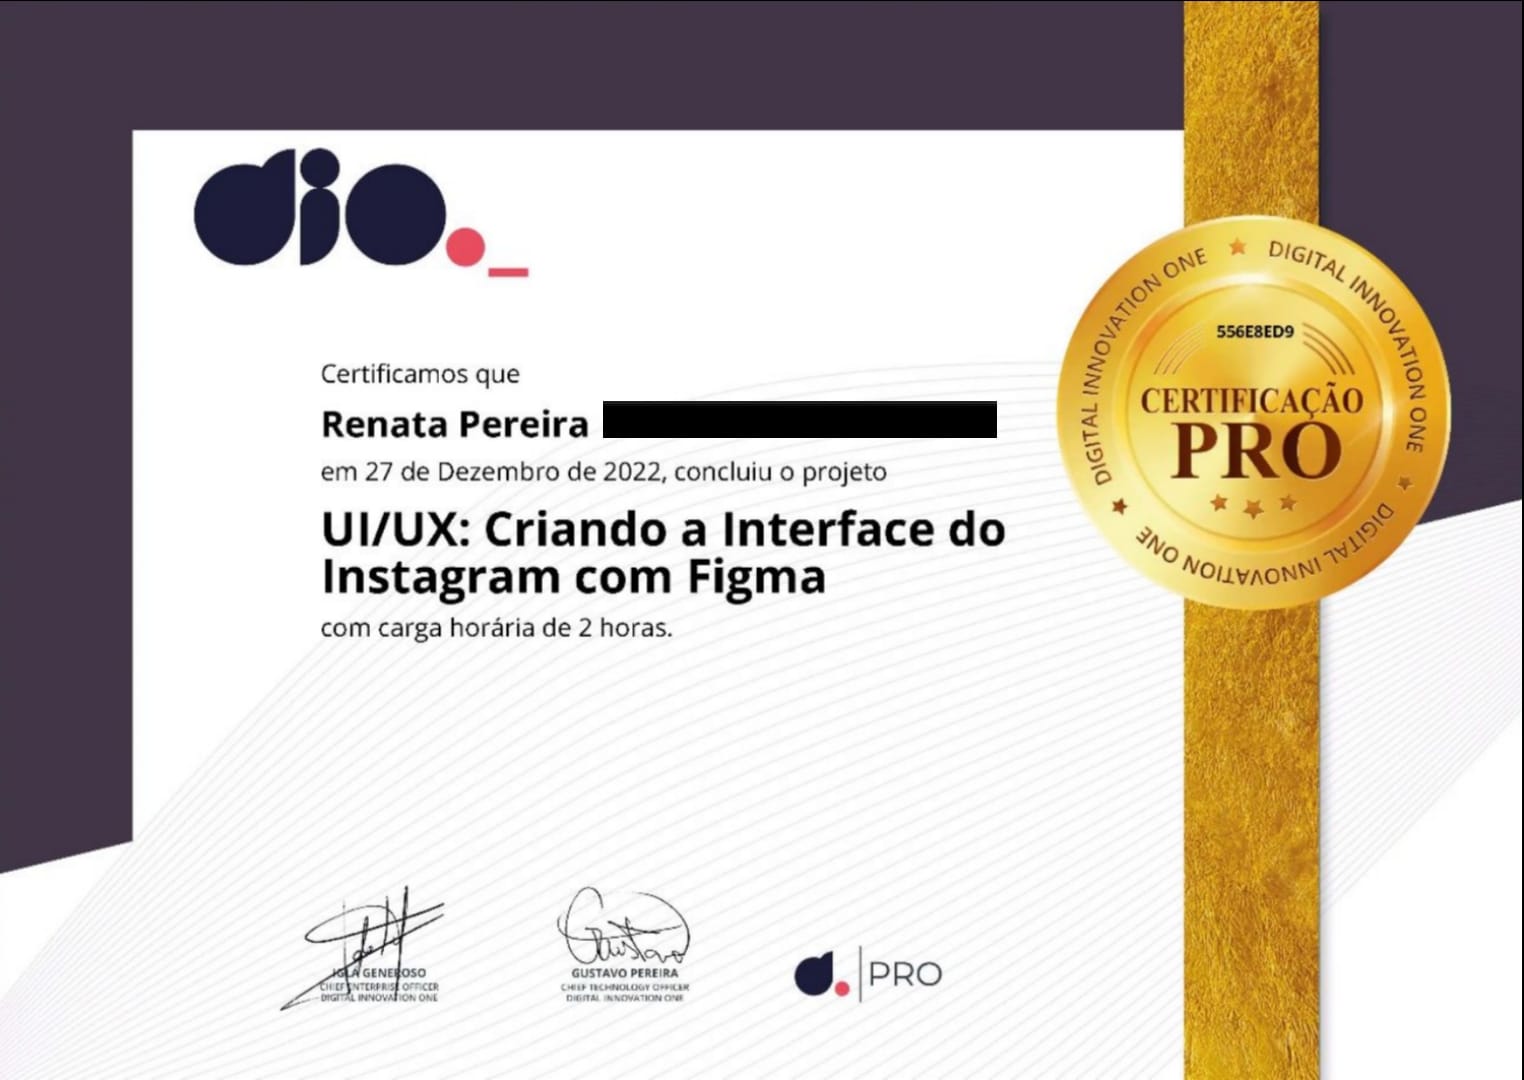 dio._
Certificamos que
Renata Pereira
em 27 de Dezembro de 2022, concluiu o projeto
UI/UX: Criando a Interface do
Instagram com Figma
com carga horária de 2 horas.
DIGITAL INNOVATION ONE ★ DIGITAL INNOVATION ONE ★ DIGITAL INNOVATION ONE ★
556E8ED9
CERTIFICAÇÃO
PRO
IGLA GENEROSO
CHIEF ENTERPRISE OFFICER
DIGITAL INNOVATION ONE
Gustavo
GUSTAVO PEREIRA
CHIEF TECHNOLOGY OFFICER
DIGITAL INNOVATION ONE
d. | PRO